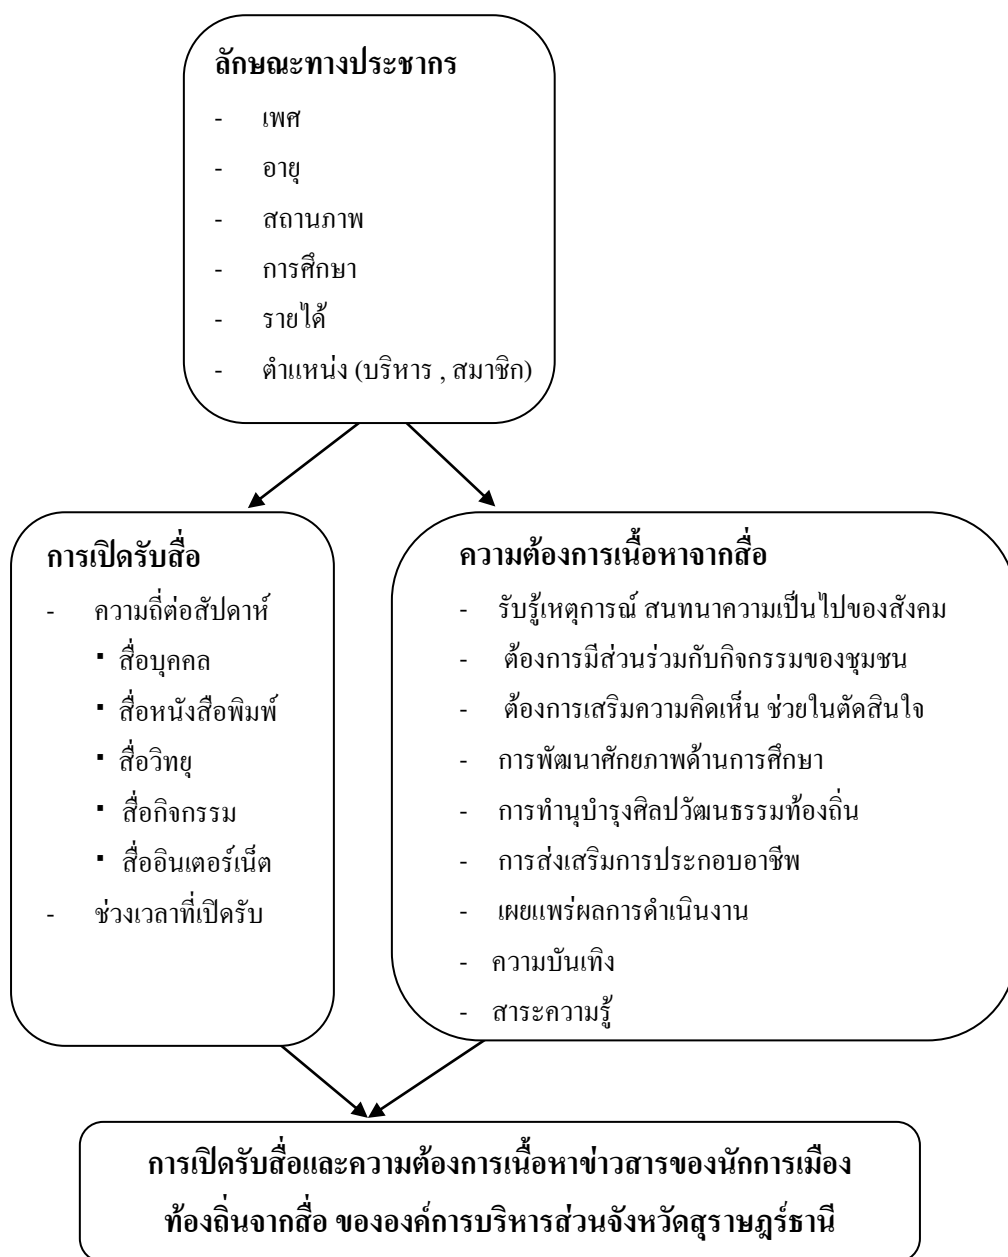 ลักษณะทางประชากร
- เพศ
- อายุ
- สถานภาพ
- การศึกษา
- รายได้
- ตำแหน่ง (บริหาร , สมาชิก)
การเปิดรับสื่อ
- ความถี่ต่อสัปดาห์
▪ สื่อบุคคล
▪ สื่อหนังสือพิมพ์
▪ สื่อวิทยุ
▪ สื่อกิจกรรม
▪ สื่ออินเตอร์เน็ต
- ช่วงเวลาที่เปิดรับ
ความต้องการเนื้อหาจากสื่อ
- รับรู้เหตุการณ์ สนทนาความเป็นไปของสังคม
- ต้องการมีส่วนร่วมกับกิจกรรมของชุมชน
- ต้องการเสริมความคิดเห็น ช่วยในตัดสินใจ
- การพัฒนาศักยภาพด้านการศึกษา
- การทำนุบำรุงศิลปวัฒนธรรมท้องถิ่น
- การส่งเสริมการประกอบอาชีพ
- เผยแพร่ผลการดำเนินงาน
- ความบันเทิง
- สาระความรู้
การเปิดรับสื่อและความต้องการเนื้อหาข่าวสารของนักการเมือง
ท้องถิ่นจากสื่อ ขององค์การบริหารส่วนจังหวัดสุราษฎร์ธานี